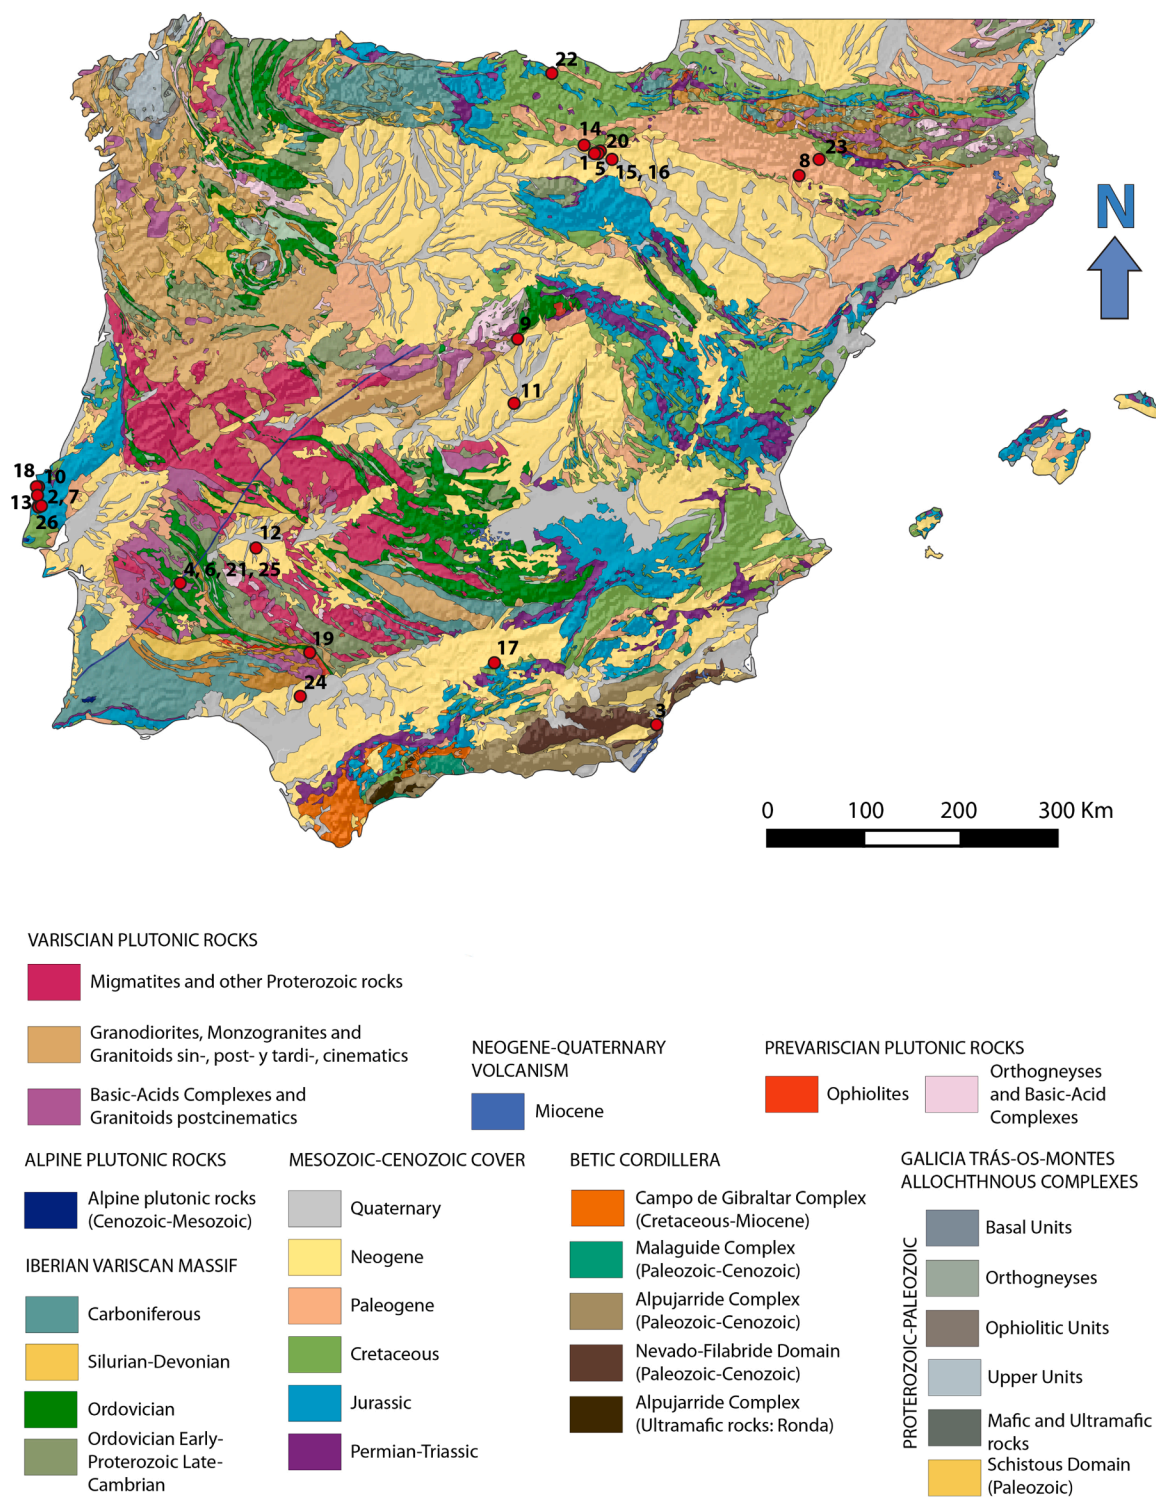 22
N
14
20
1
5
15, 16
23
8
9
11
18
10
13
2, 7
26
12
4, 6, 21, 25
19
17
24
3
0 100 200 300 Km
VARISCIAN PLUTONIC ROCKS
Migmatites and other Proterozoic rocks
Granodiorites, Monzogranites and
Granitoids sin-, post- y tardi-, cinematics
Basic-Acids Complexes and
Granitoids postcinematics
NEOGENE-QUATERNARY
VOLCANISM
Miocene
PREVARISCIAN PLUTONIC ROCKS
Ophiolites
Orthogneyses
and Basic-Acid
Complexes
ALPINE PLUTONIC ROCKS
Alpine plutonic rocks
(Cenozoic-Mesozoic)
IBERIAN VARISCAN MASSIF
Carboniferous
Silurian-Devonian
Ordovician
Ordovician Early-
Proterozoic Late-
Cambrian
MESOZOIC-CENOZOIC COVER
Quaternary
Neogene
Paleogene
Cretaceous
Jurassic
Permian-Triassic
BETIC CORDILLERA
Campo de Gibraltar Complex
(Cretaceous-Miocene)
Malaguide Complex
(Paleozoic-Cenozoic)
Alpujarride Complex
(Paleozoic-Cenozoic)
Nevado-Filabride Domain
(Paleozoic-Cenozoic)
Alpujarride Complex
(Ultramafic rocks: Ronda)
GALICIA TRÁS-OS-MONTES
ALLOCHTHNOUS COMPLEXES
PROTEROZOIC-PALEOZOIC
Basal Units
Orthogneyses
Ophiolitic Units
Upper Units
Mafic and Ultramafic
rocks
Schistous Domain
(Paleozoic)